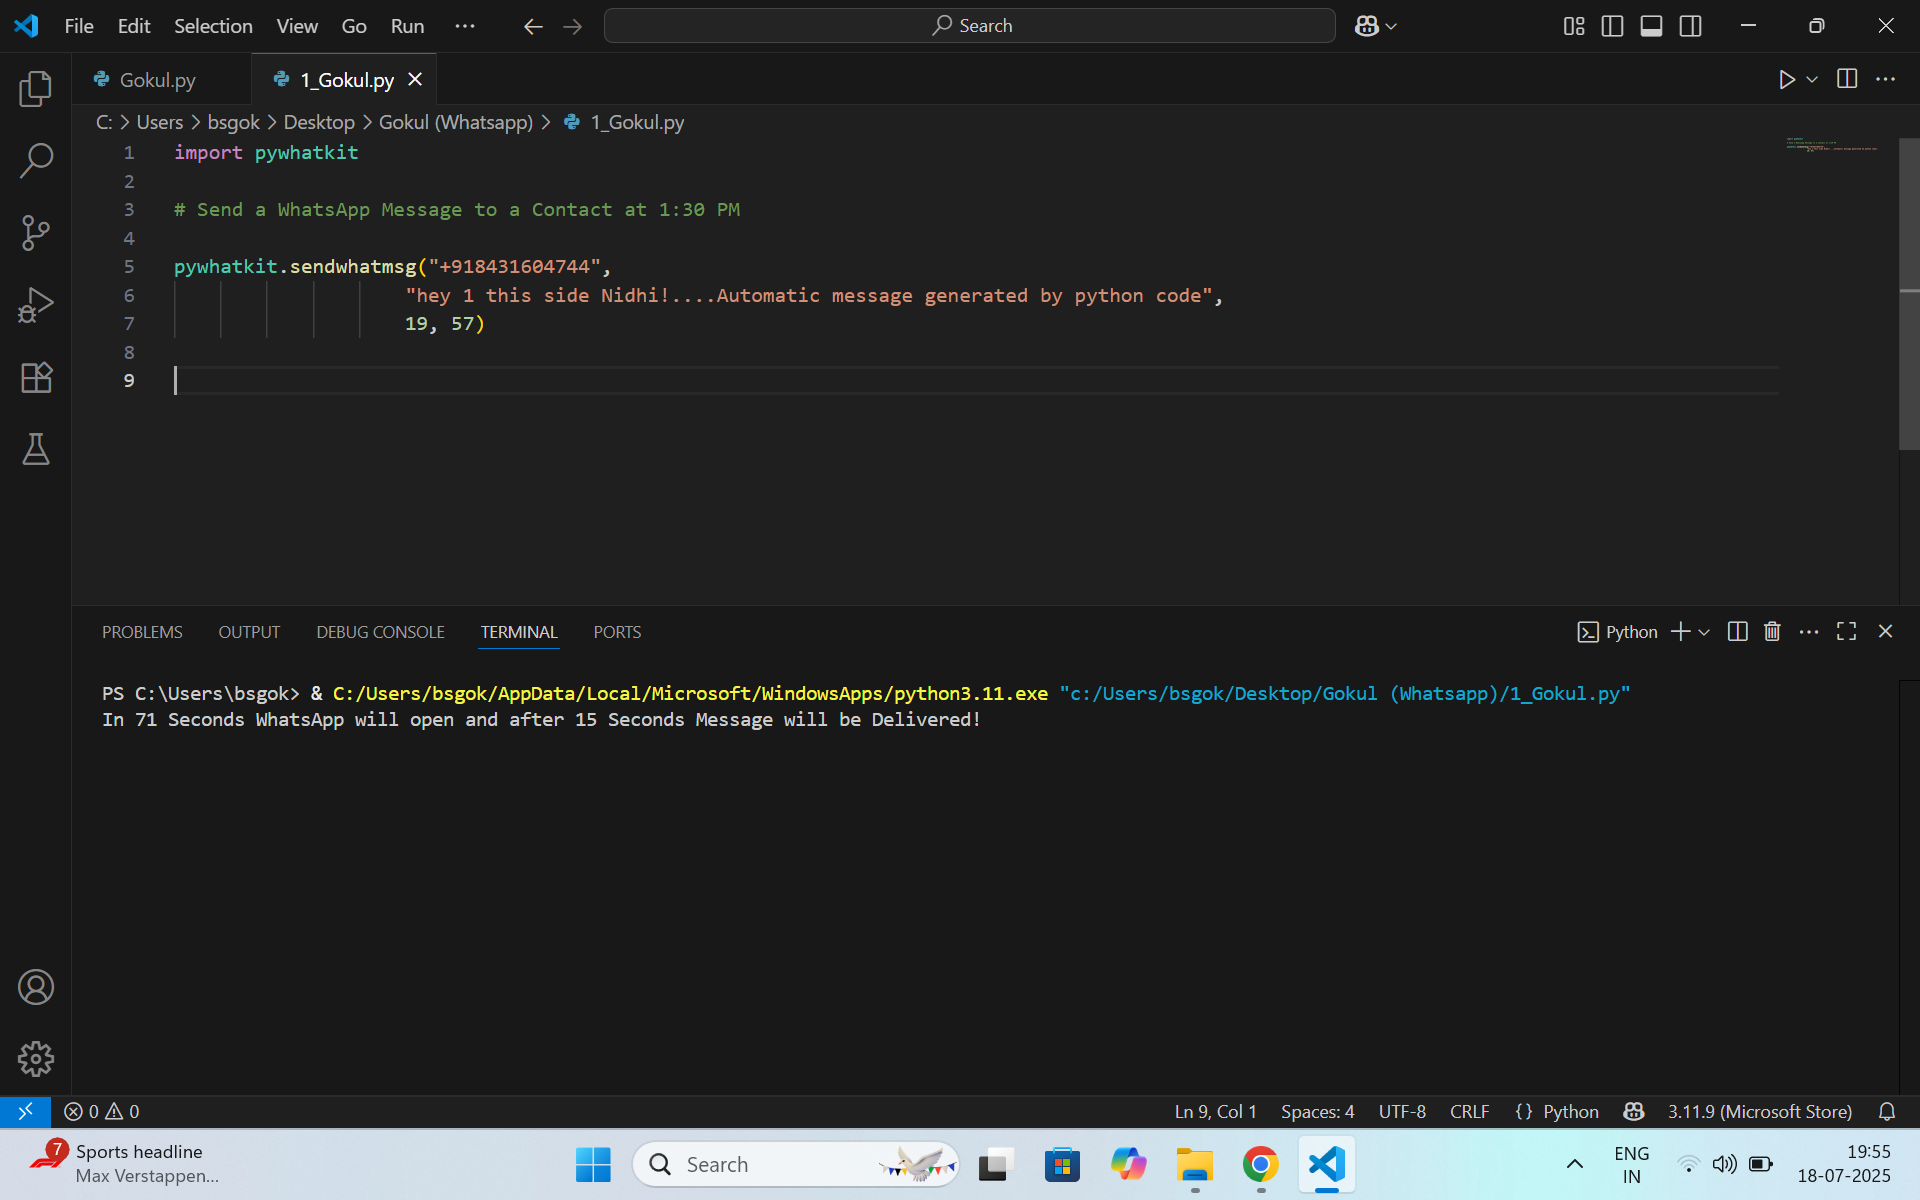 File Edit Selection View Go Run ··· Search
Gokul.py 1_Gokul.py
C: > Users > bsgok > Desktop > Gokul (Whatsapp) > 1_Gokul.py
1 import pywhatkit
2
3 # Send a WhatsApp Message to a Contact at 1:30 PM
4
5 pywhatkit.sendwhatmsg("+918431604744",
6 "hey 1 this side Nidhi!....Automatic message generated by python code",
7 19, 57)
8
9
PROBLEMS OUTPUT DEBUG CONSOLE TERMINAL PORTS Python
PS C:\Users\bsgok> & C:/Users/bsgok/AppData/Local/Microsoft/WindowsApps/python3.11.exe "c:/Users/bsgok/Desktop/Gokul (Whatsapp)/1_Gokul.py"
In 71 Seconds WhatsApp will open and after 15 Seconds Message will be Delivered!
0 0 Ln 9, Col 1 Spaces: 4 UTF-8 CRLF {} Python 3.11.9 (Microsoft Store)
7 Sports headline
Max Verstappen...
Search
ENG
IN
19:55
18-07-2025